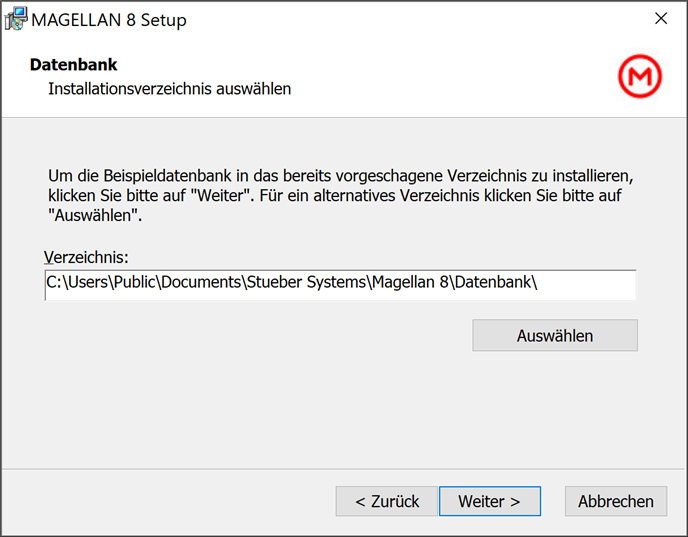 MAGELLAN 8 Setup
Datenbank
Installationsverzeichnis auswählen
M
Um die Beispieldatenbank in das bereits vorgeschagene Verzeichnis zu installieren,
klicken Sie bitte auf "Weiter". Für ein alternatives Verzeichnis klicken Sie bitte auf
"Auswählen".
Verzeichnis:
C:\Users\Public\Documents\Stueber Systems\Magellan 8\Datenbank\
Auswählen
< Zurück
Weiter >
Abbrechen